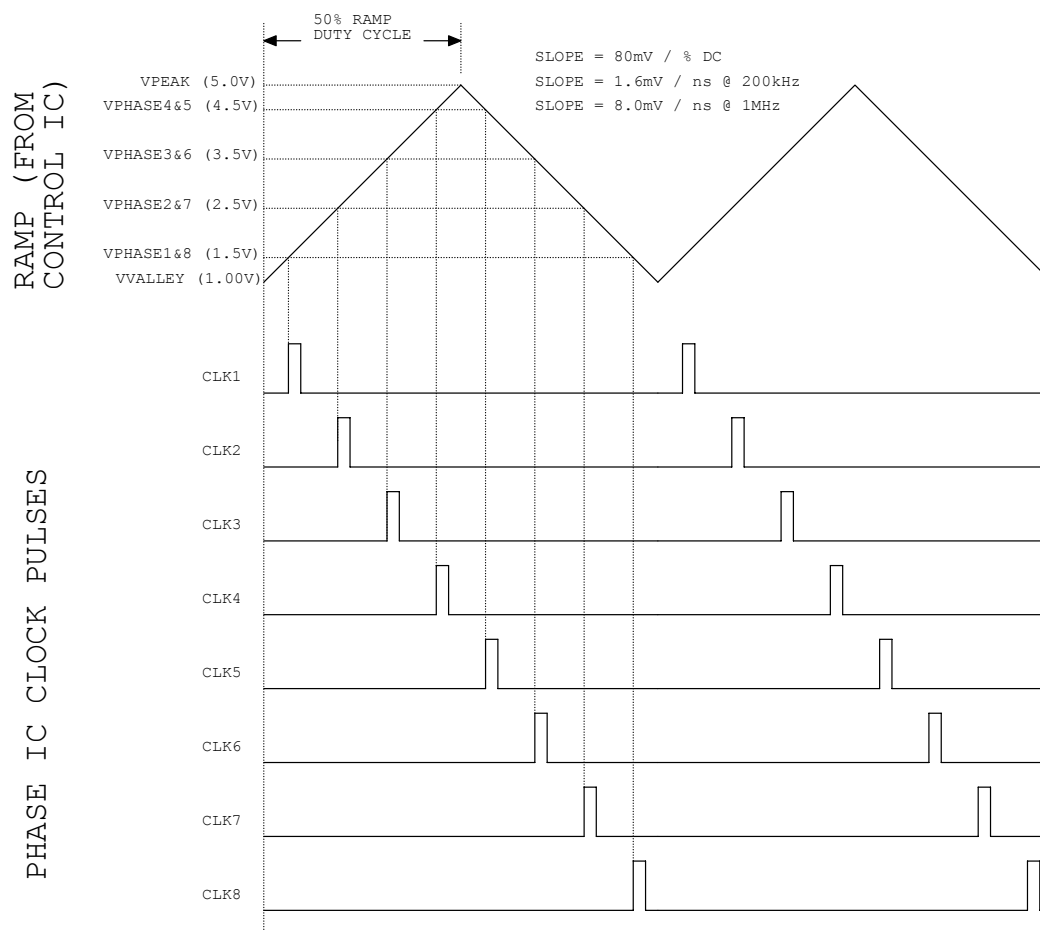 50% RAMP
DUTY CYCLE
SLOPE = 80mV / % DC
SLOPE = 1.6mV / ns @ 200kHz
SLOPE = 8.0mV / ns @ 1MHz
RAMP (FROM
CONTROL IC)
VPEAK (5.0V)
VPHASE4&5 (4.5V)
VPHASE3&6 (3.5V)
VPHASE2&7 (2.5V)
VPHASE1&8 (1.5V)
VVALLEY (1.00V)
PHASE IC CLOCK PULSES
CLK1
CLK2
CLK3
CLK4
CLK5
CLK6
CLK7
CLK8